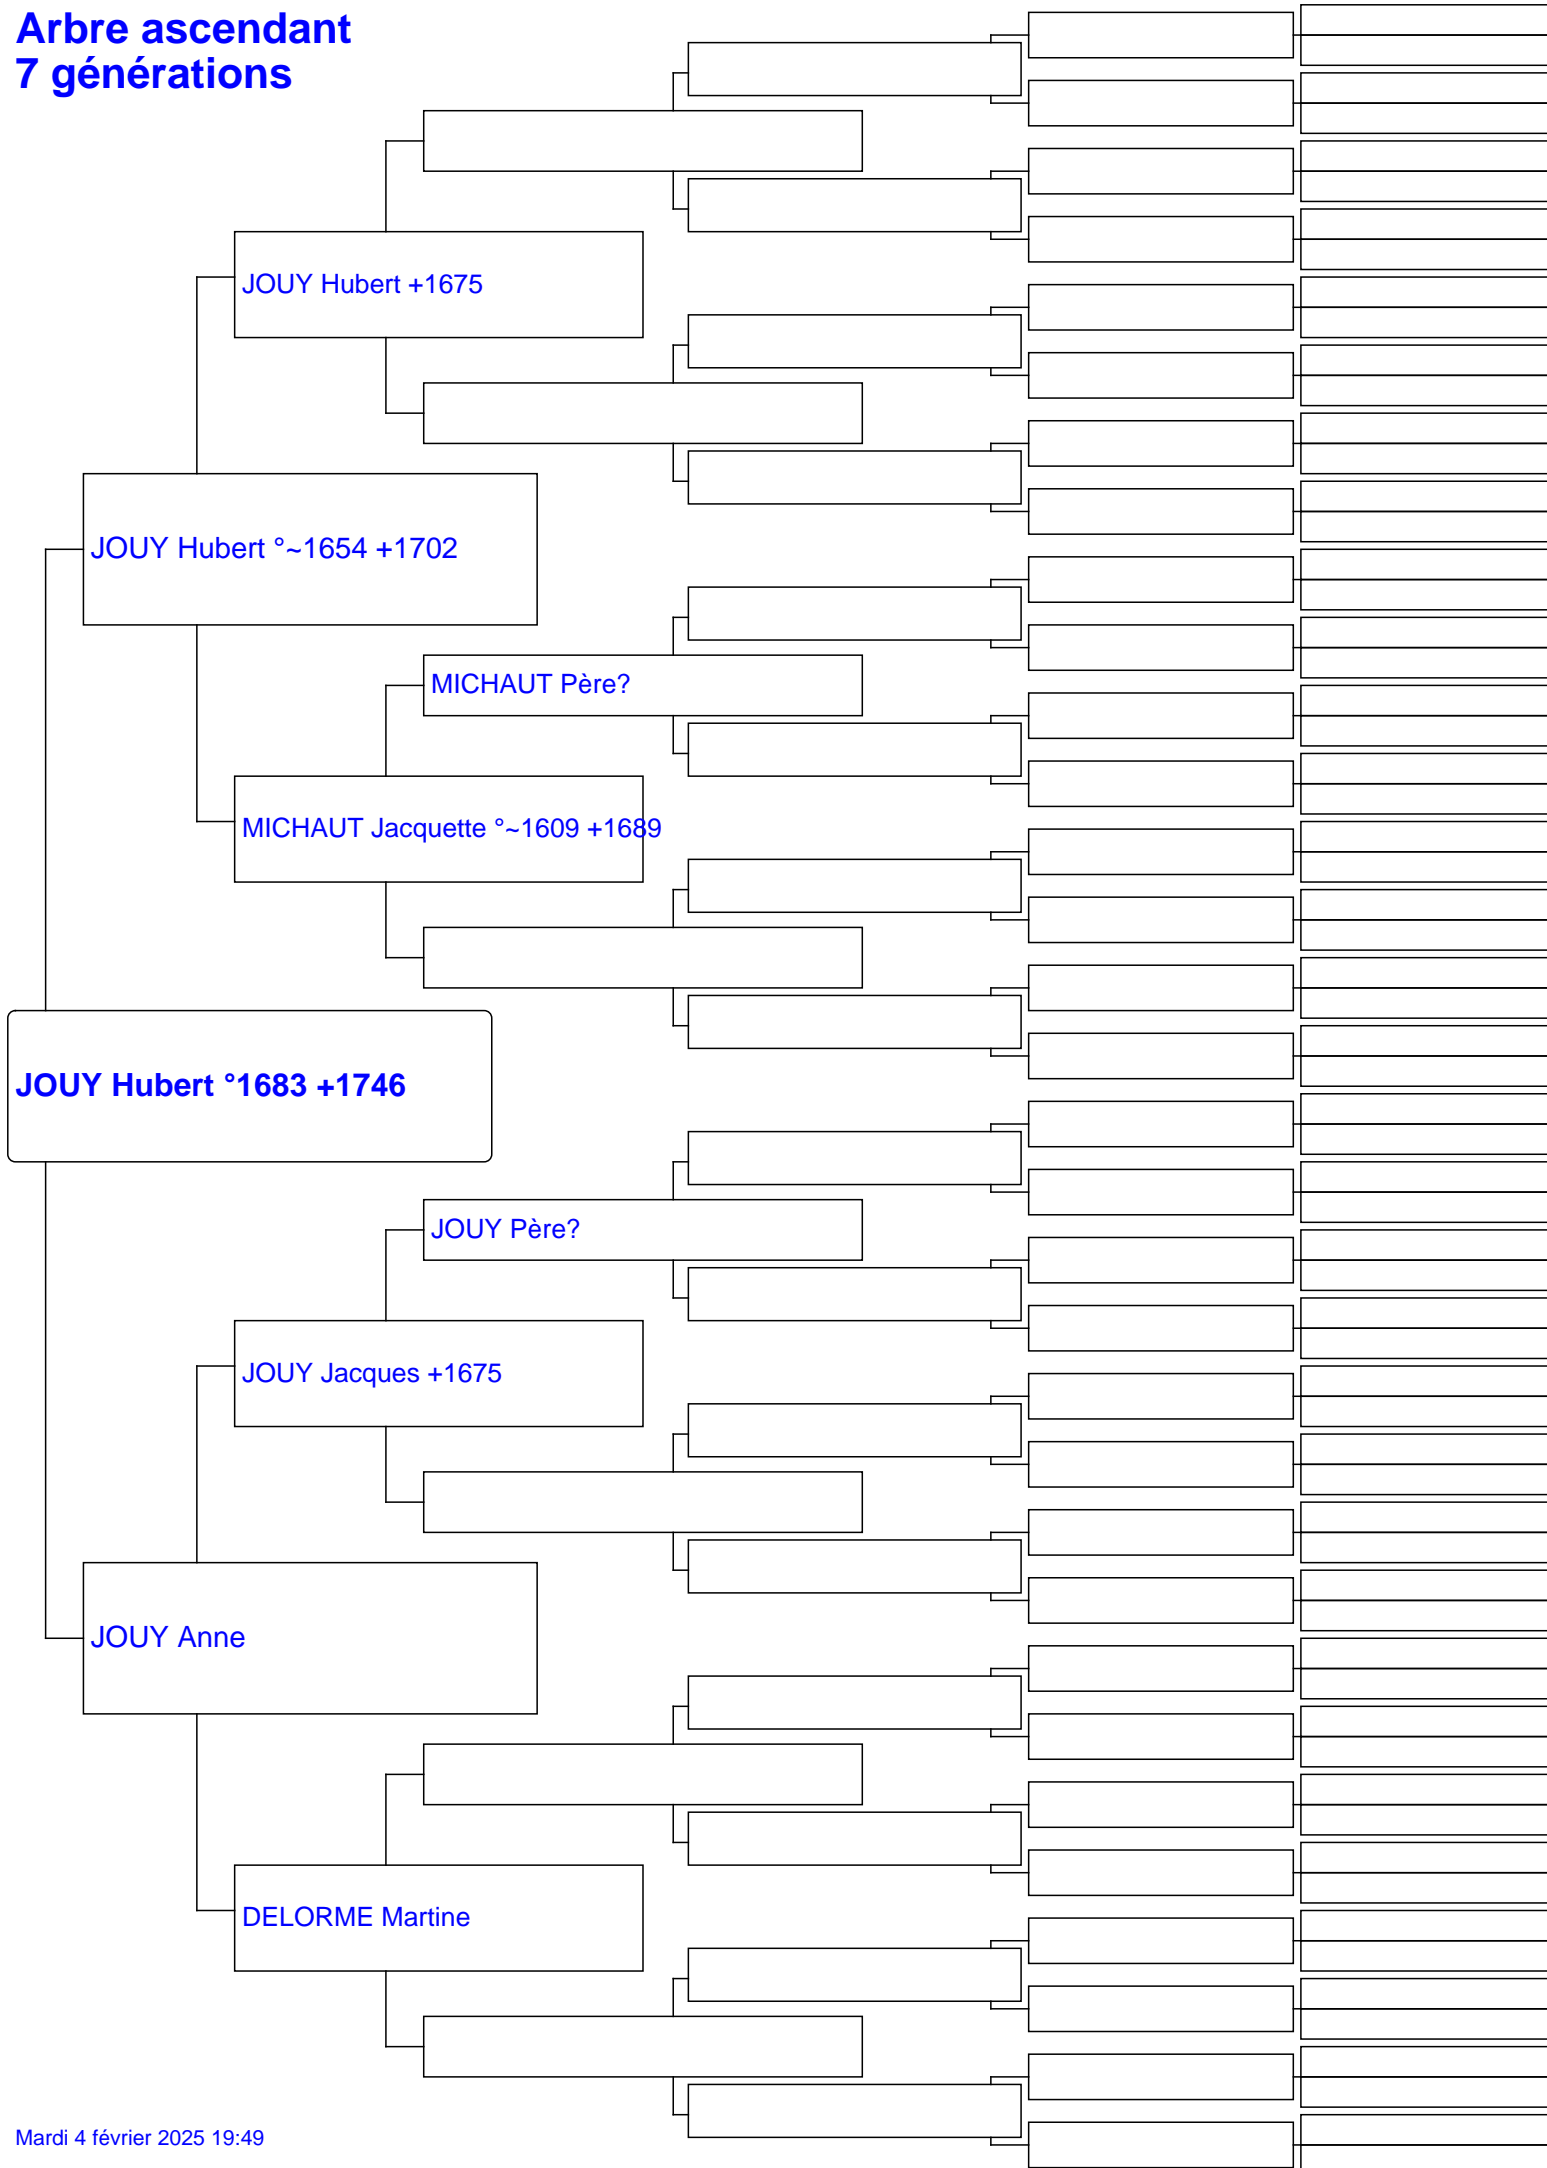 Arbre ascendant
7 générations
JOUY Hubert +1675
JOUY Hubert °~1654 +1702
MICHAUT Père?
MICHAUT Jacquette °~1609 +1689
JOUY Hubert °1683 +1746
JOUY Père?
JOUY Jacques +1675
JOUY Anne
DELORME Martine
Mardi 4 février 2025 19:49